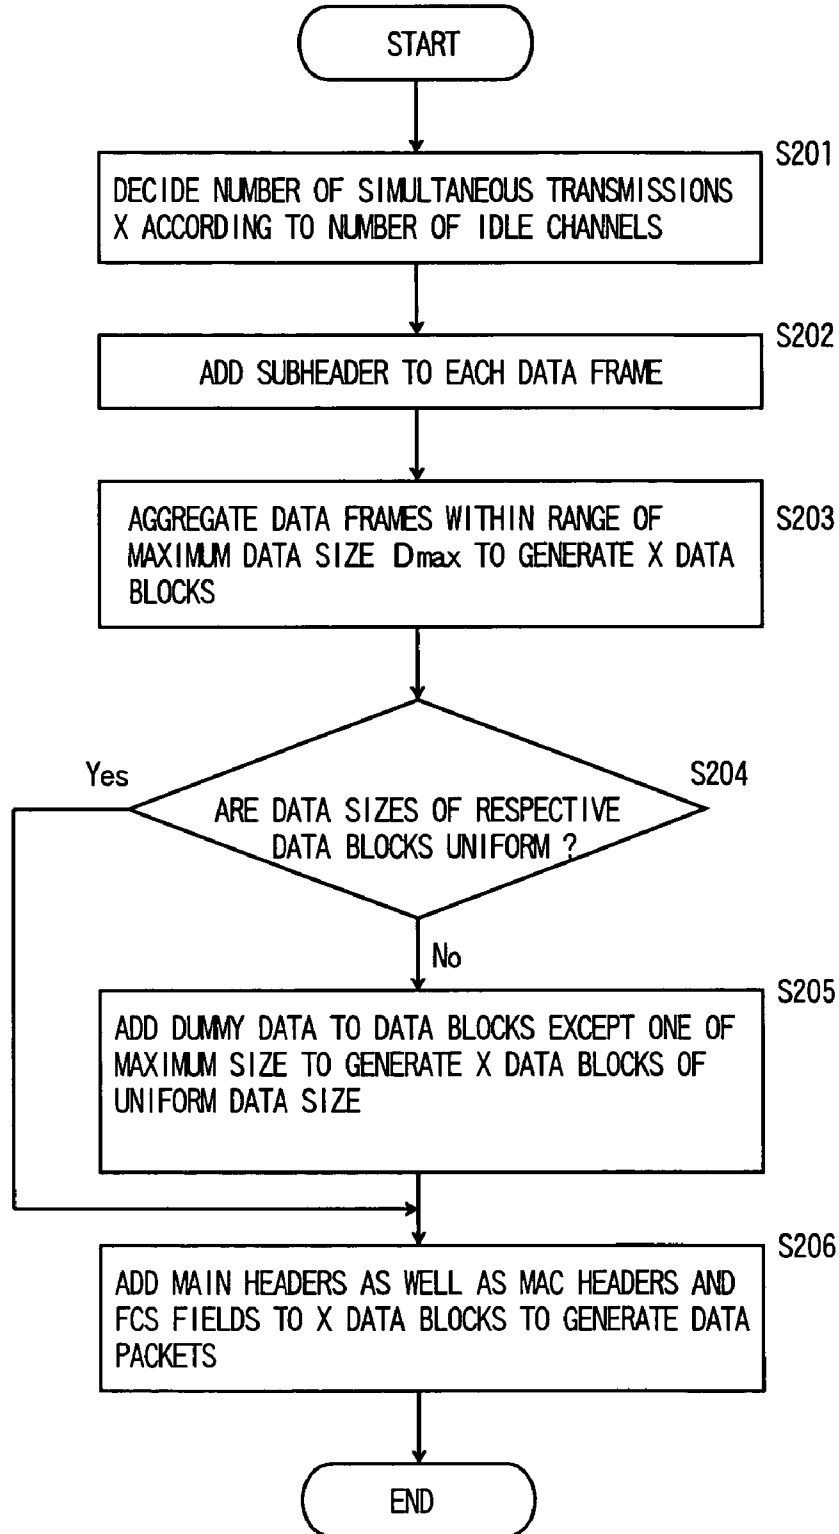 START
S201
DECIDE NUMBER OF SIMULTANEOUS TRANSMISSIONS
X ACCORDING TO NUMBER OF IDLE CHANNELS
S202
ADD SUBHEADER TO EACH DATA FRAME
S203
AGGREGATE DATA FRAMES WITHIN RANGE OF
MAXIMUM DATA SIZE Dmax TO GENERATE X DATA
BLOCKS
Yes
S204
ARE DATA SIZES OF RESPECTIVE
DATA BLOCKS UNIFORM ?
No
S205
ADD DUMMY DATA TO DATA BLOCKS EXCEPT ONE OF
MAXIMUM SIZE TO GENERATE X DATA BLOCKS OF
UNIFORM DATA SIZE
S206
ADD MAIN HEADERS AS WELL AS MAC HEADERS AND
FCS FIELDS TO X DATA BLOCKS TO GENERATE DATA
PACKETS
END